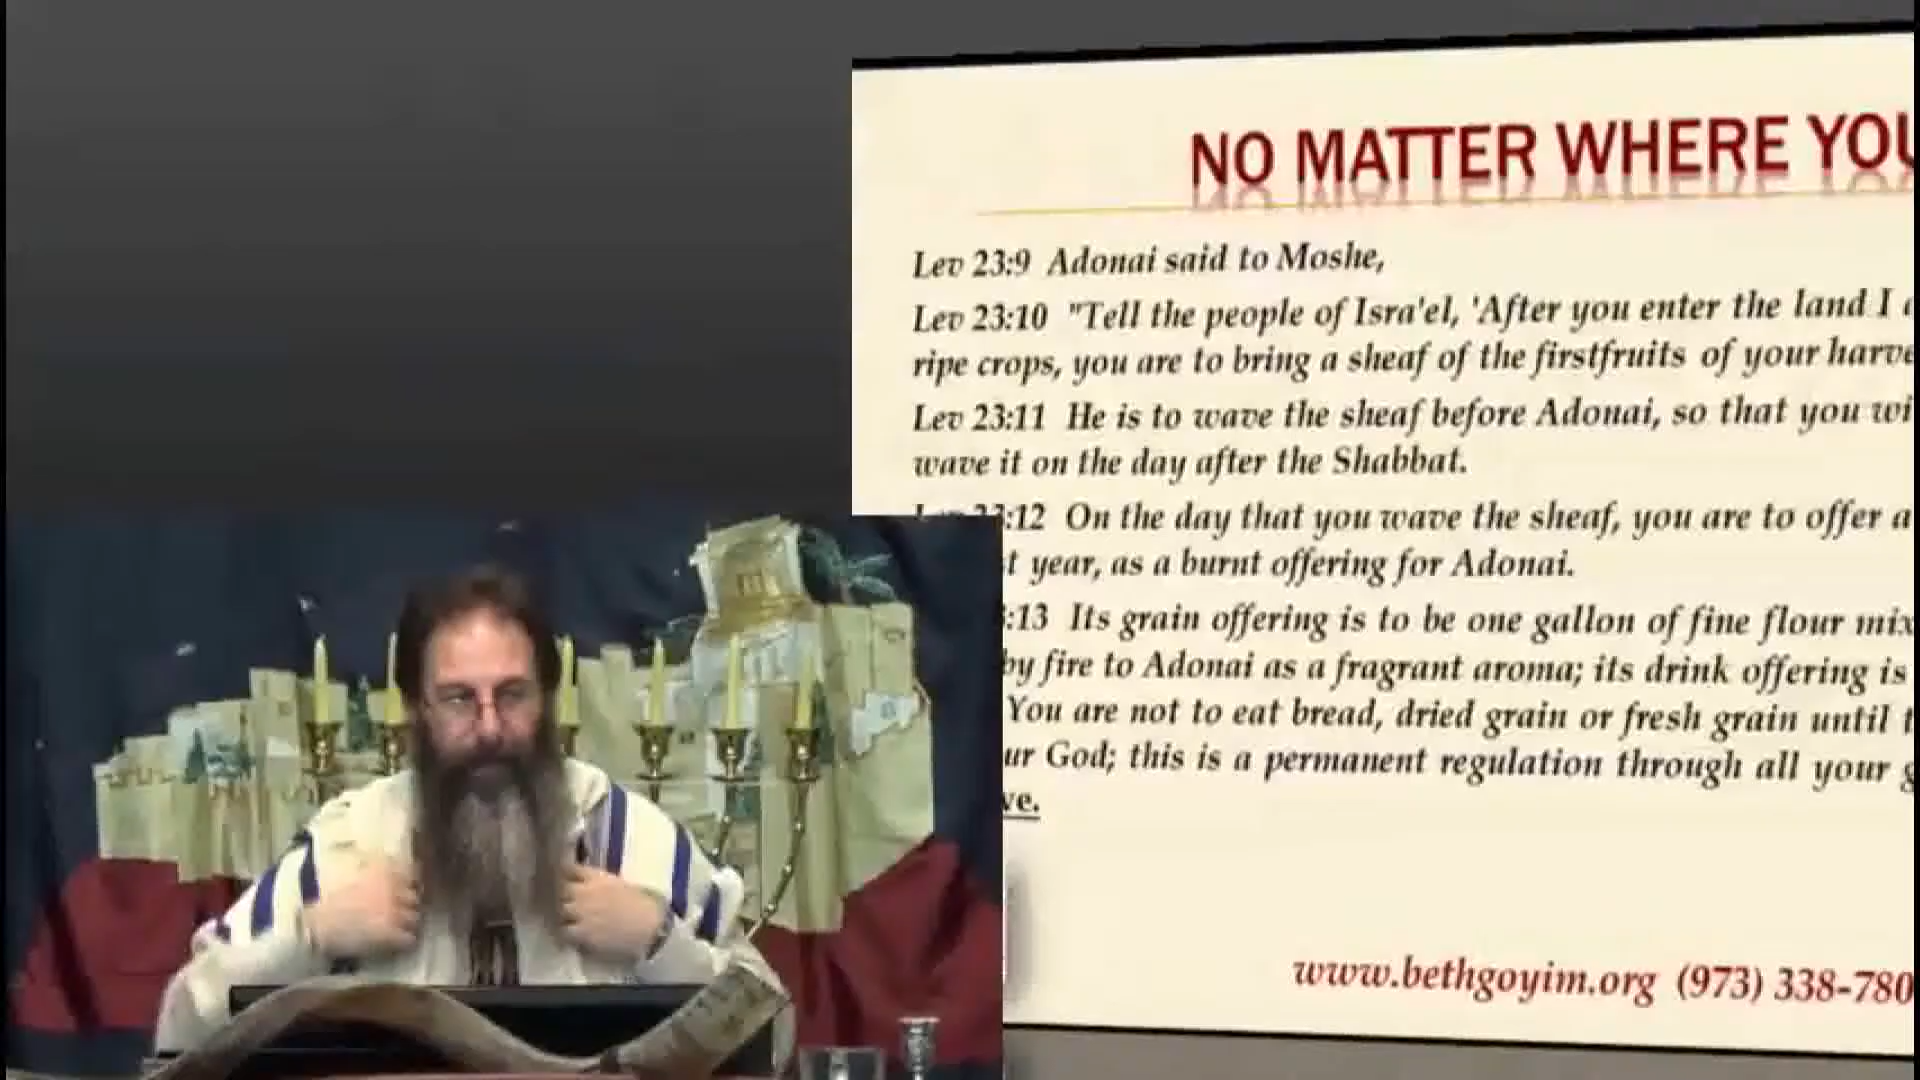 NO MATTER WHERE YOU
Lev 23:9 Adonai said to Moshe,
Lev 23:10 "Tell the people of Isra'el, 'After you enter the land I
ripe crops, you are to bring a sheaf of the firstfruits of your harve
Lev 23:11 He is to wave the sheaf before Adonai, so that you wi
wave it on the day after the Shabbat.
:12 On the day that you wave the sheaf, you are to offer a
t year, as a burnt offering for Adonai.
:13 Its grain offering is to be one gallon of fine flour mix
by fire to Adonai as a fragrant aroma; its drink offering is
You are not to eat bread, dried grain or fresh grain until t
ur God; this is a permanent regulation through all your g
ve.
www.bethgoyim.org (973) 338-780